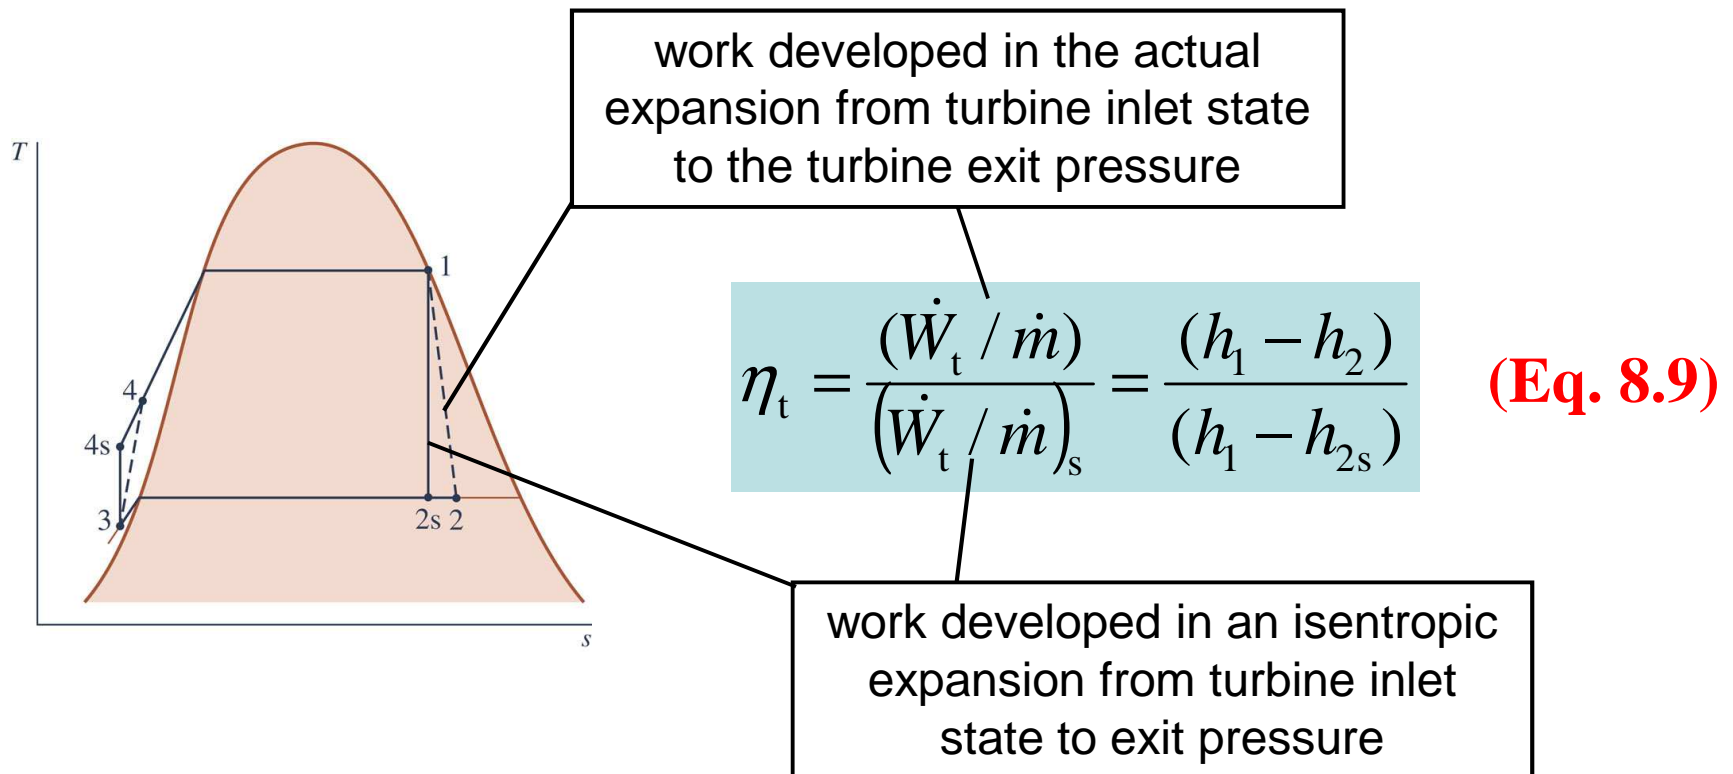 work developed in the actual
expansion from turbine inlet state
to the turbine exit pressure
T
1
4
4s
3
2s 2
s
η_t = (Ẇ_t / ṁ) / (Ẇ_t / ṁ)_s = (h_1 − h_2) / (h_1 − h_2s) (Eq. 8.9)
work developed in an isentropic
expansion from turbine inlet
state to exit pressure